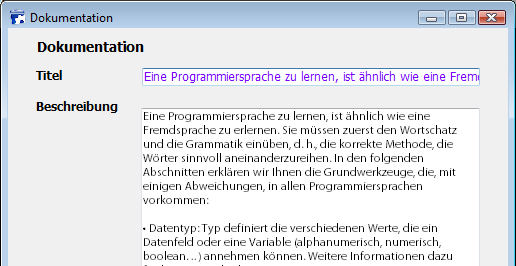 Dokumentation
Dokumentation
Titel
Eine Programmiersprache zu lernen, ist ähnlich wie eine
Beschreibung
Eine Programmiersprache zu lernen, ist ähnlich wie eine
Fremdsprache zu erlernen. Sie müssen zuerst den Wortschatz
und die Grammatik einüben, d. h., die korrekte Methode, die
Wörter sinnvoll aneinanderzureihen. In den folgenden
Abschnitten erklären wir Ihnen die Grundwerkzeuge, die, mit
einigen Abweichungen, in allen Programmiersprachen
vorkommen:
• Datentyp: Typ definiert die verschiedenen Werte, die ein
Datenfeld oder eine Variable (alphanumerisch, numerisch,
boolean…) annehmen können. Weitere Informationen dazu